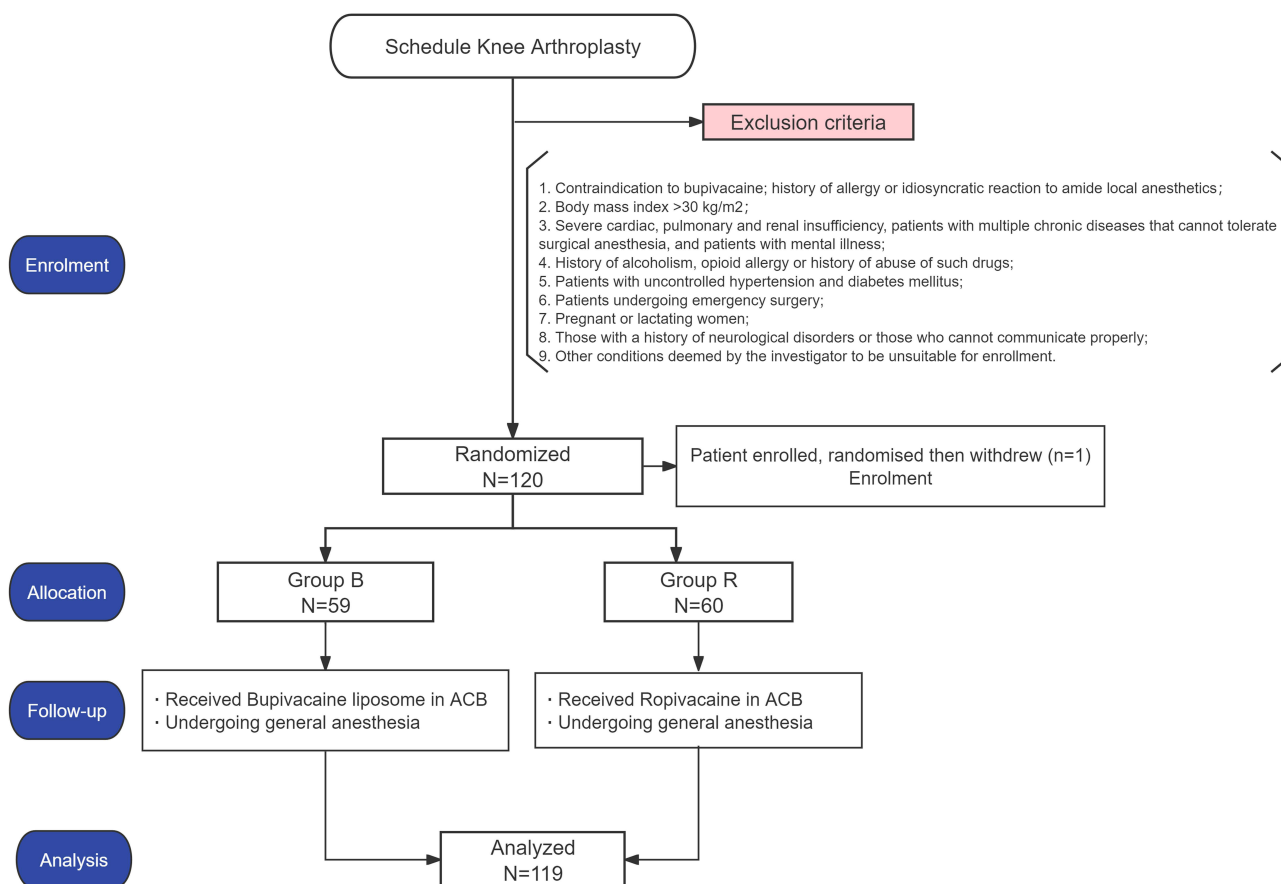 Schedule Knee Arthroplasty
Exclusion criteria
1. Contraindication to bupivacaine; history of allergy or idiosyncratic reaction to amide local anesthetics;
2. Body mass index >30 kg/m2;
3. Severe cardiac, pulmonary and renal insufficiency, patients with multiple chronic diseases that cannot tolerate
surgical anesthesia, and patients with mental illness;
4. History of alcoholism, opioid allergy or history of abuse of such drugs;
5. Patients with uncontrolled hypertension and diabetes mellitus;
6. Patients undergoing emergency surgery;
7. Pregnant or lactating women;
8. Those with a history of neurological disorders or those who cannot communicate properly;
9. Other conditions deemed by the investigator to be unsuitable for enrollment.
Enrolment
Randomized
N=120
Patient enrolled, randomised then withdrew (n=1)
Enrolment
Allocation
Group B
N=59
Group R
N=60
Follow-up
· Received Bupivacaine liposome in ACB
· Undergoing general anesthesia
· Received Ropivacaine in ACB
· Undergoing general anesthesia
Analysis
Analyzed
N=119